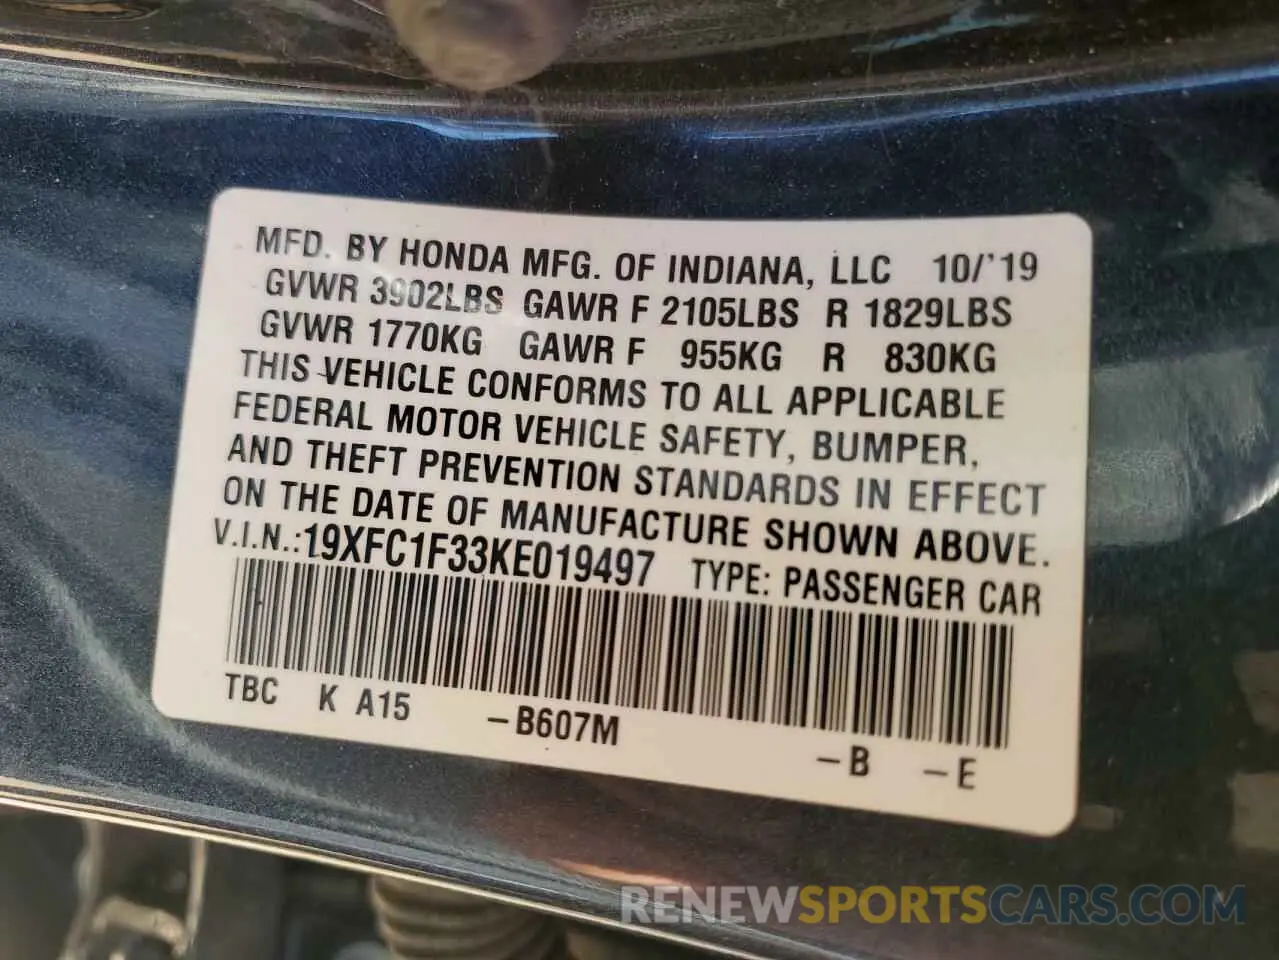 MFD. BY HONDA MFG. OF INDIANA, LLC 10/'19
GVWR 3902LBS GAWR F 2105LBS R 1829LBS
GVWR 1770KG GAWR F 955KG R 830KG
THIS VEHICLE CONFORMS TO ALL APPLICABLE
FEDERAL MOTOR VEHICLE SAFETY, BUMPER,
AND THEFT PREVENTION STANDARDS IN EFFECT
ON THE DATE OF MANUFACTURE SHOWN ABOVE.
V.I.N.:19XFC1F33KE019497 TYPE: PASSENGER CAR
TBC K A15 -B607M -B -E
RENEWSPORTSCARS.COM